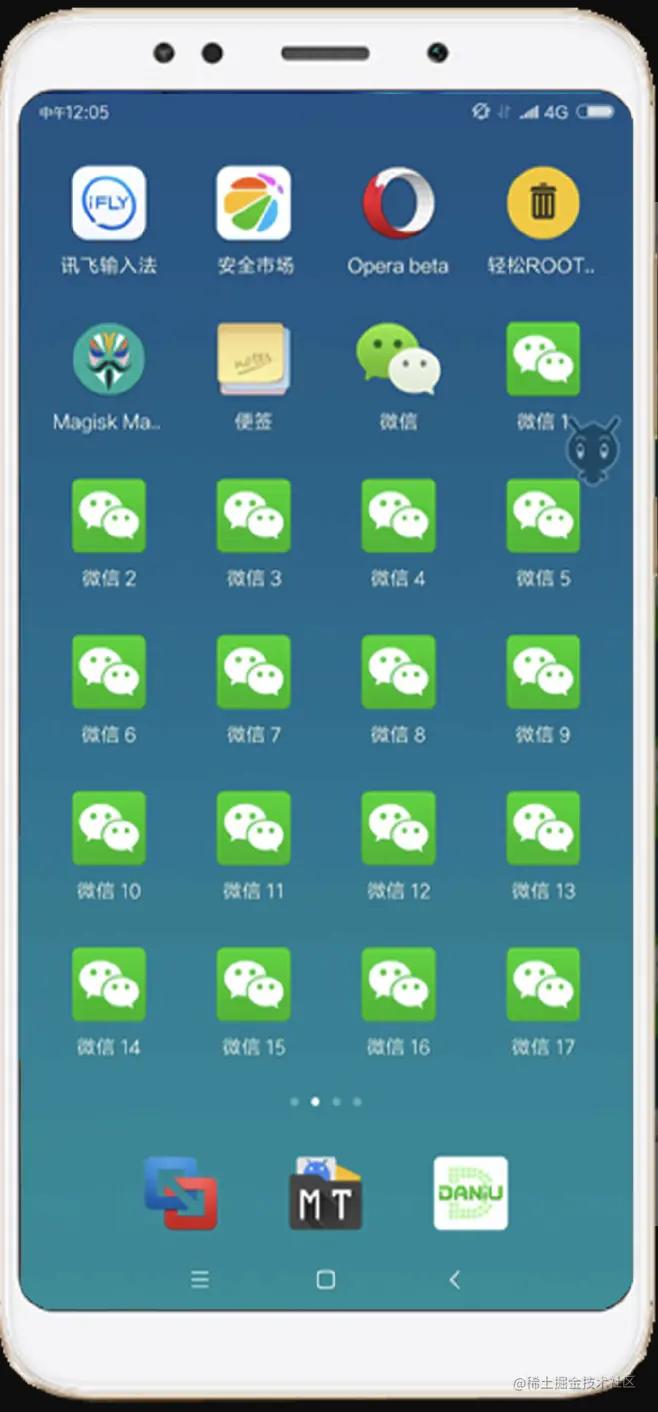 中午12:05
4G
iFLY
讯飞输入法
安全市场
Opera beta
轻松ROOT..
Magisk Ma..
notes
便签
微信
微信 1
微信 2
微信 3
微信 4
微信 5
微信 6
微信 7
微信 8
微信 9
微信 10
微信 11
微信 12
微信 13
微信 14
微信 15
微信 16
微信 17
MT
DANiU
@稀土掘金技术社区